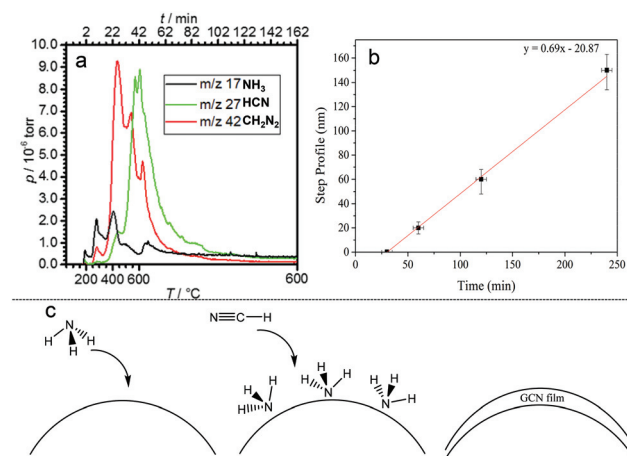 t / min
2 22 42 62 82 102 122 142 162
10.0
9.0
8.0
7.0
6.0
5.0
4.0
3.0
2.0
1.0
0.0
p / 10⁻⁶ torr
a
m/z 17 NH₃
m/z 27 HCN
m/z 42 CH₂N₂
200 400 600 600
T / °C
b
y = 0.69x - 20.87
160
140
120
100
80
60
40
20
0
Step Profile (nm)
0 50 100 150 200 250
Time (min)
c
N
H H
H
N≡C-H
H H H
H N H N H N H
H H H
GCN film